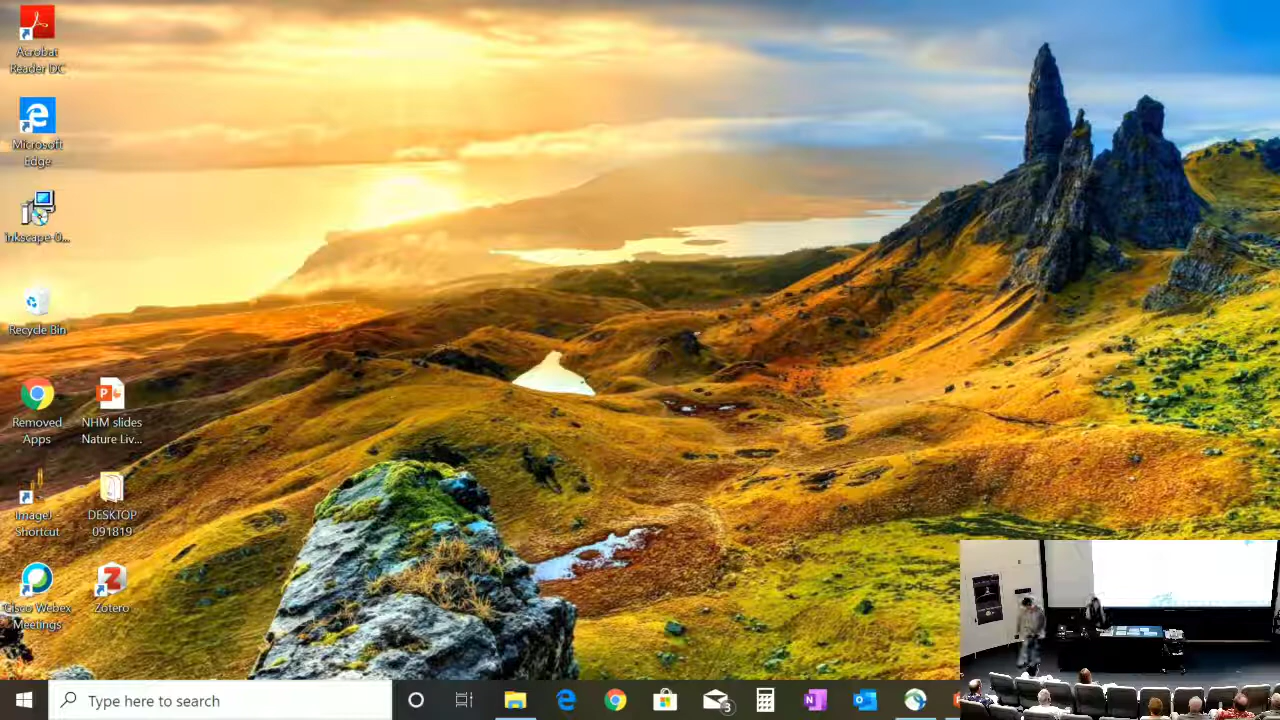 Acrobat
Reader DC
Microsoft
Edge
inkscape-0...
Recycle Bin
Removed
Apps
NHM slides
Nature Liv...
ImageJ -
Shortcut
DESKTOP
091819
Cisco Webex
Meetings
Zotero
Type here to search
3